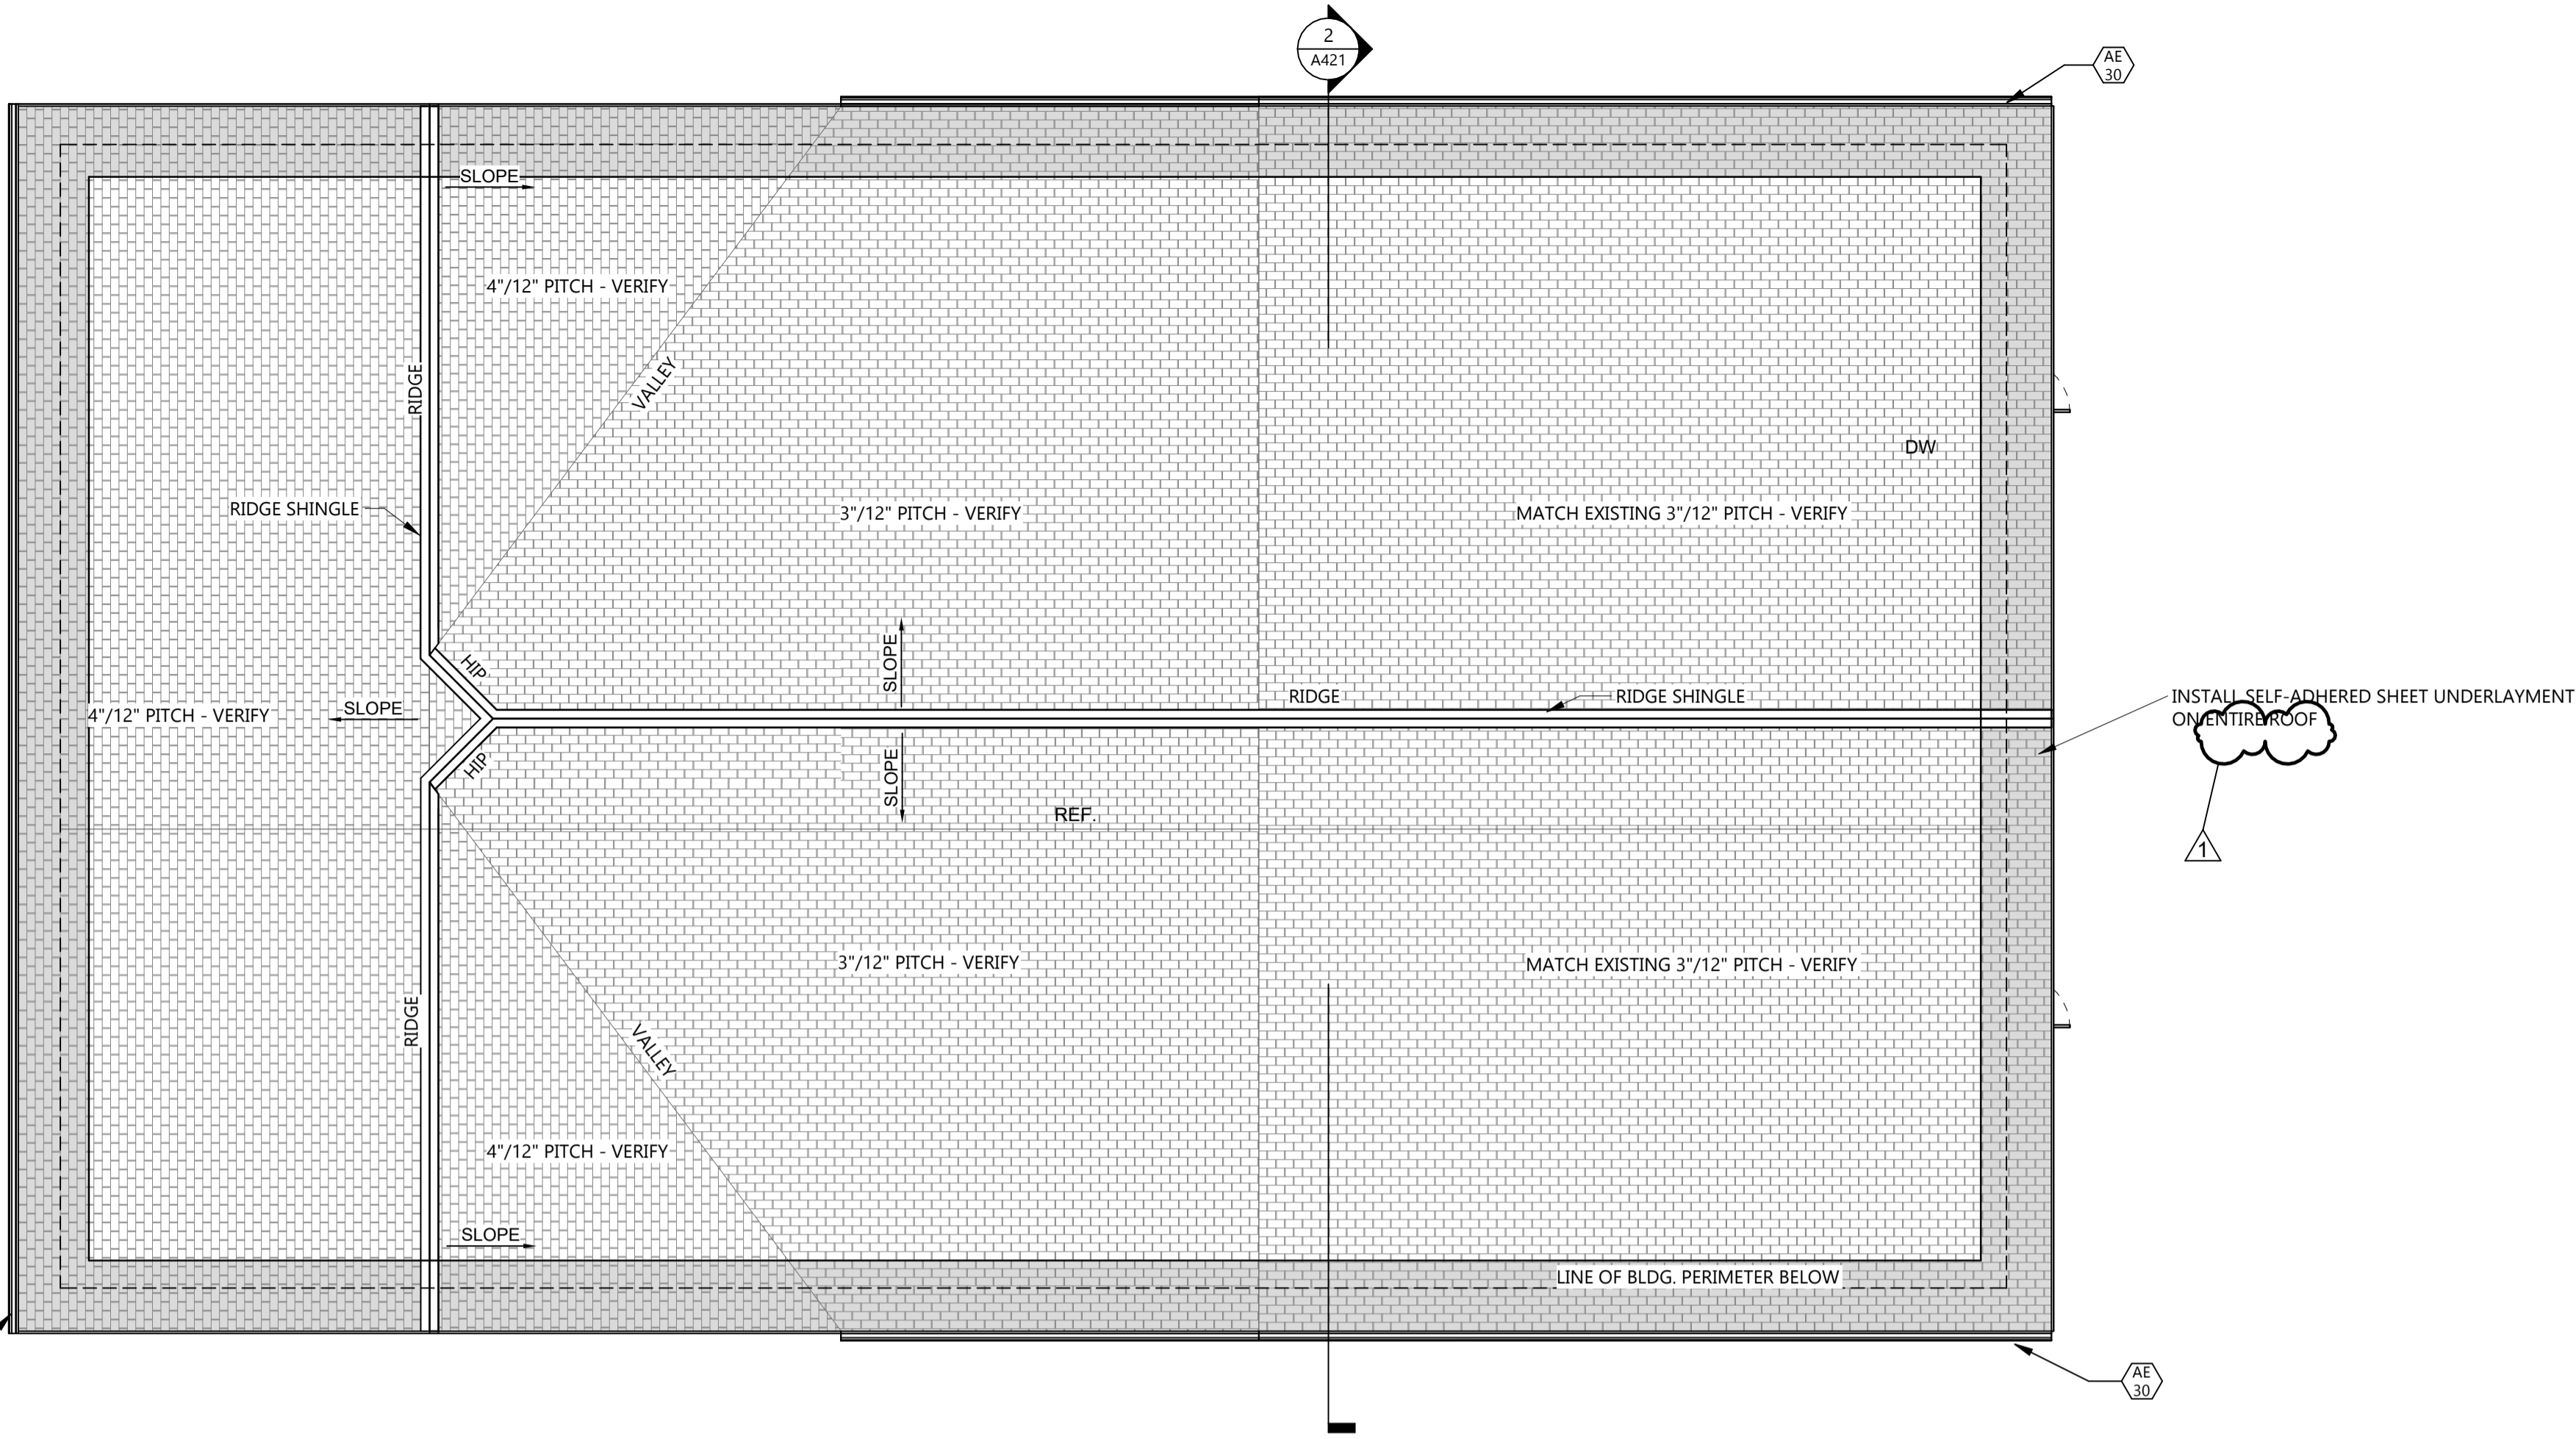 2
A421
AE
30
SLOPE
4"/12" PITCH - VERIFY
RIDGE
VALLEY
DW
RIDGE SHINGLE
3"/12" PITCH - VERIFY
MATCH EXISTING 3"/12" PITCH - VERIFY
HIP
SLOPE
RIDGE
RIDGE SHINGLE
INSTALL SELF-ADHERED SHEET UNDERLAYMENT
ON ENTIRE ROOF
4"/12" PITCH - VERIFY
SLOPE
HIP
SLOPE
REF.
1
3"/12" PITCH - VERIFY
MATCH EXISTING 3"/12" PITCH - VERIFY
RIDGE
VALLEY
4"/12" PITCH - VERIFY
SLOPE
LINE OF BLDG. PERIMETER BELOW
AE
30